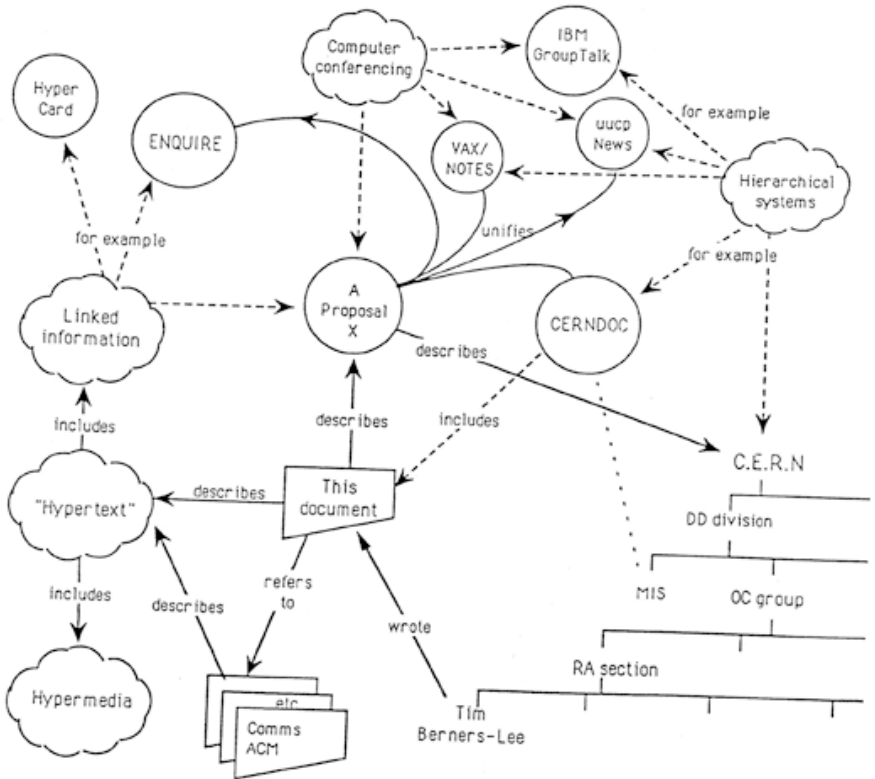 Computer
conferencing
IBM
GroupTalk
Hyper
Card
ENQUIRE
VAX/
NOTES
uucp
News
for example
Hierarchical
systems
unifies
for example
for example
A
Proposal
X
Linked
information
CERNDOC
describes
includes
describes
includes
C.E.R.N
This
document
describes
"Hypertext"
DD division
refers
to
includes
describes
wrote
MIS
OC group
RA section
Hypermedia
etc
Comms
ACM
Tim
Berners-Lee